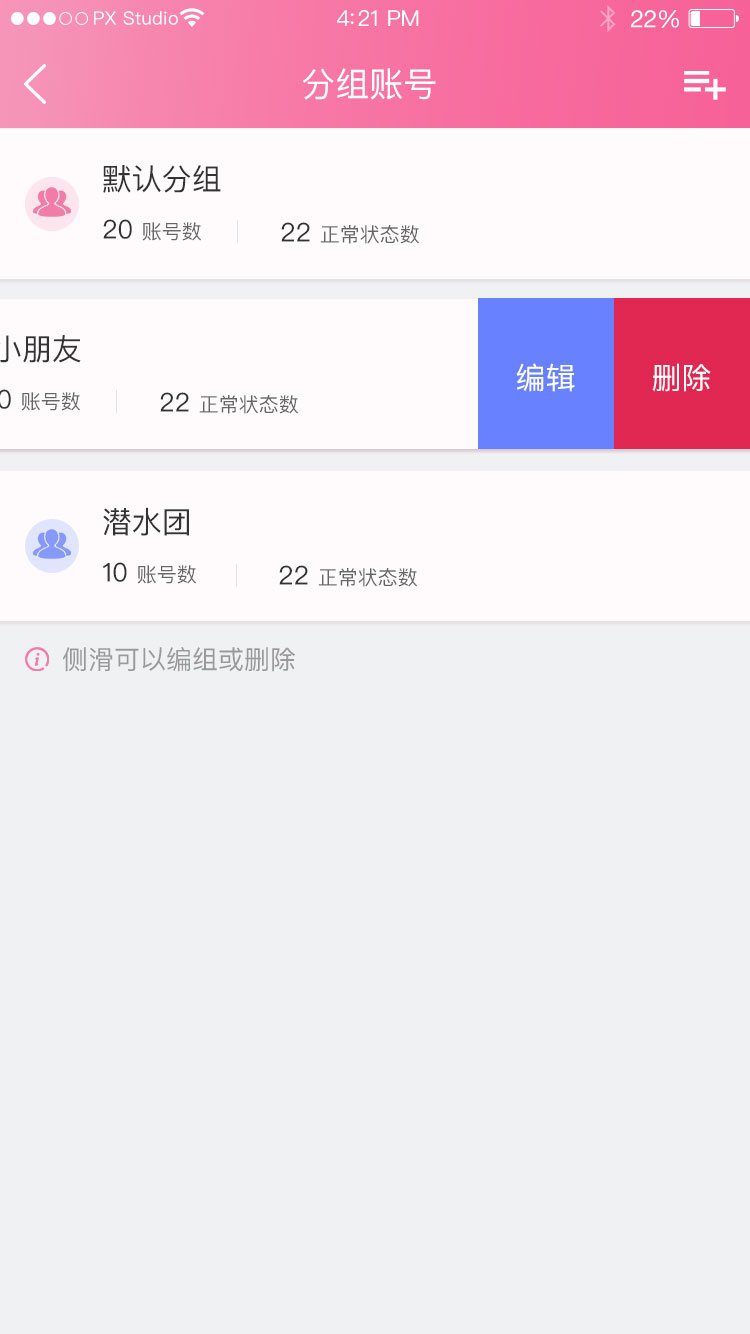 PX Studio 4:21 PM 22%
分组账号
默认分组
20 账号数 22 正常状态数
小朋友
0 账号数 22 正常状态数
编辑 删除
潜水团
10 账号数 22 正常状态数
侧滑可以编组或删除